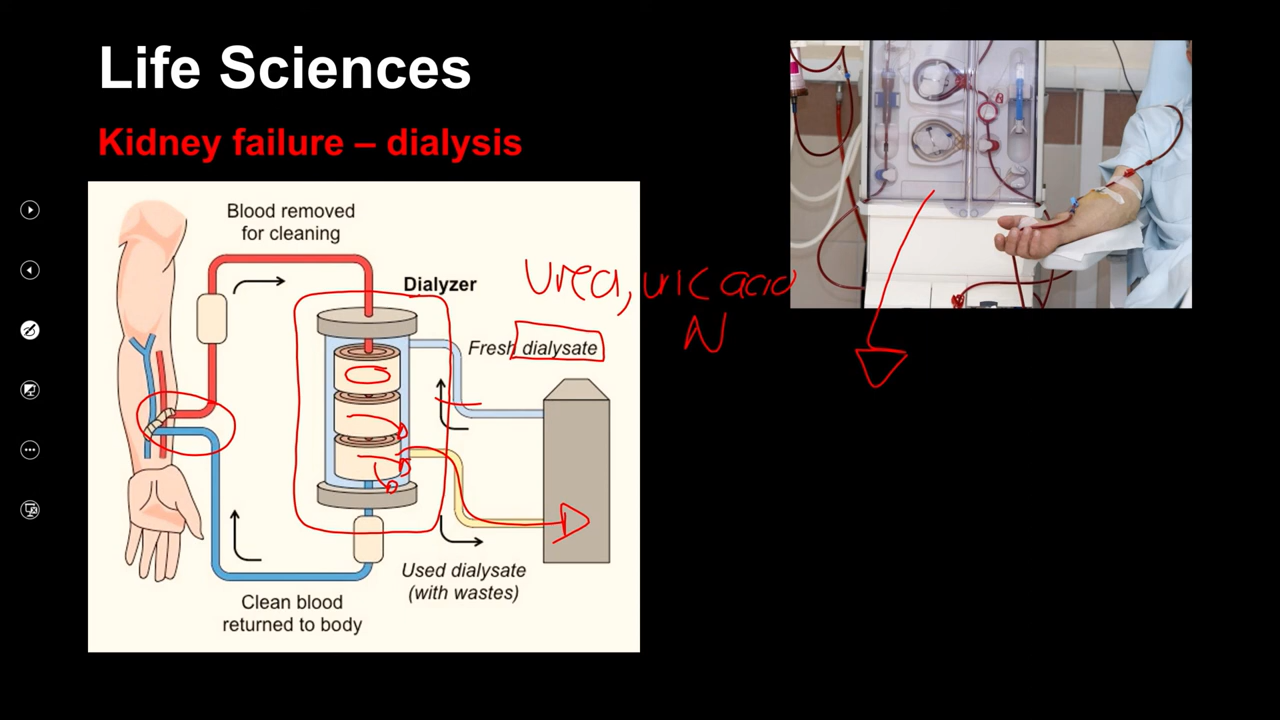 Life Sciences
Kidney failure – dialysis
Blood removed
for cleaning
Dialyzer
Urea, uric acid
N
Fresh dialysate
Used dialysate
(with wastes)
Clean blood
returned to body